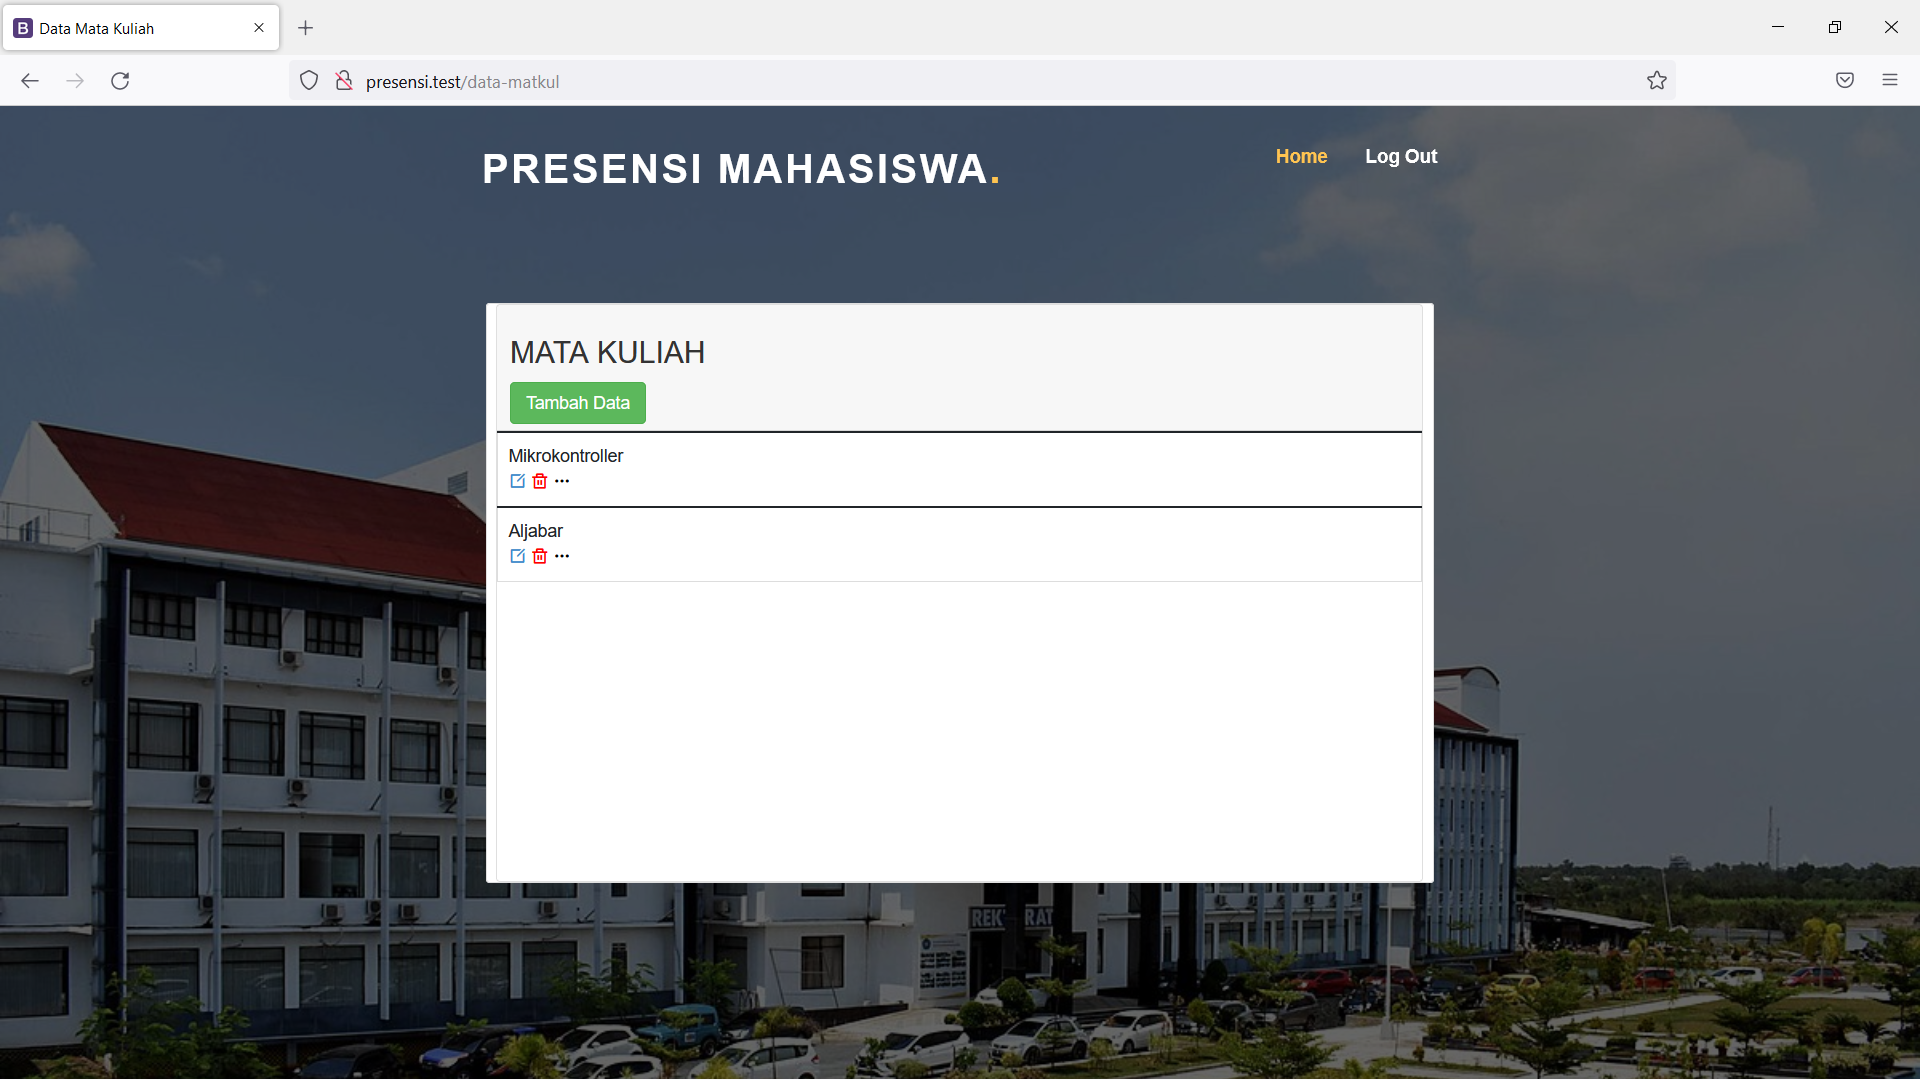 Data Mata Kuliah
presensi.test/data-matkul
PRESENSI MAHASISWA.
Home
Log Out
MATA KULIAH
Tambah Data
Mikrokontroller
Aljabar